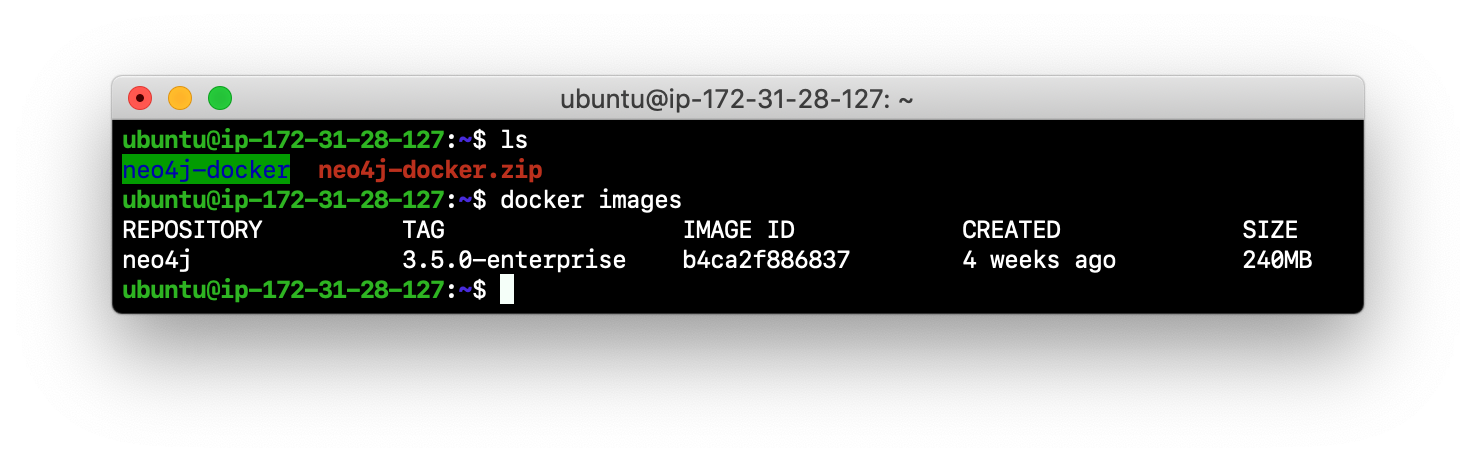 ubuntu@ip-172-31-28-127: ~
ubuntu@ip-172-31-28-127:~$ ls
neo4j-docker  neo4j-docker.zip
ubuntu@ip-172-31-28-127:~$ docker images
REPOSITORY          TAG                 IMAGE ID            CREATED             SIZE
neo4j               3.5.0-enterprise    b4ca2f886837        4 weeks ago         240MB
ubuntu@ip-172-31-28-127:~$